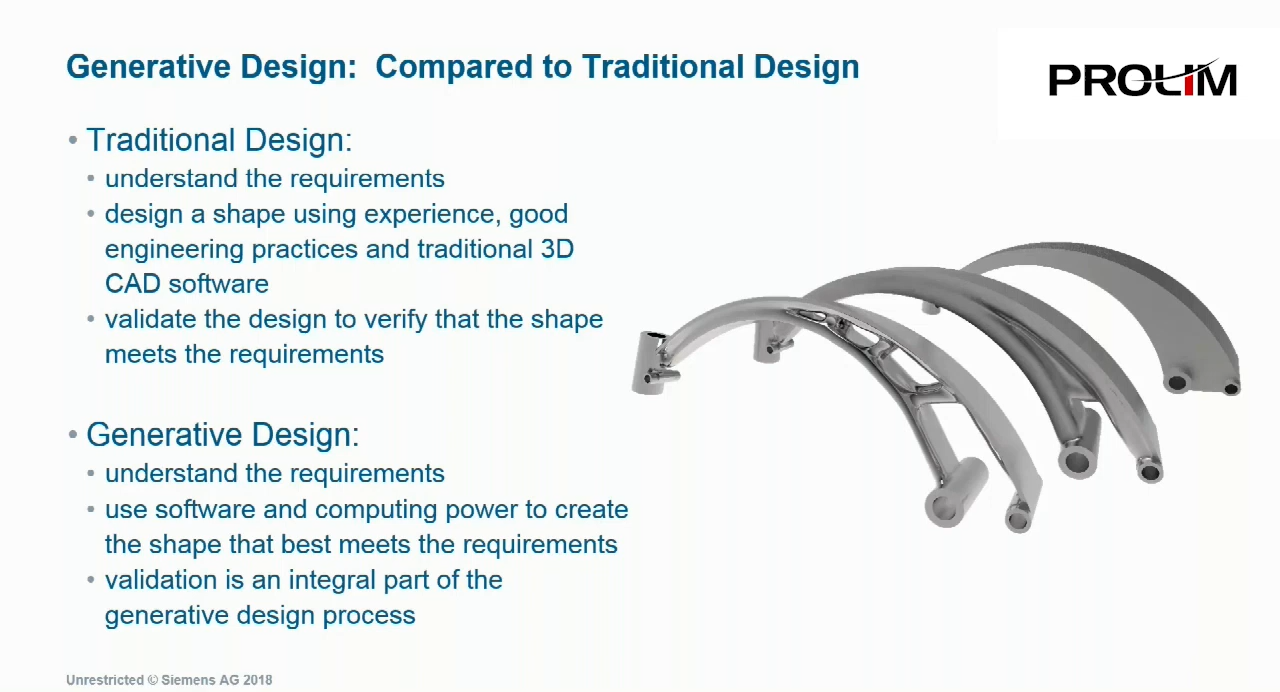 Generative Design:  Compared to Traditional Design
PROLIM
• Traditional Design:
• understand the requirements
• design a shape using experience, good
engineering practices and traditional 3D
CAD software
• validate the design to verify that the shape
meets the requirements
• Generative Design:
• understand the requirements
• use software and computing power to create
the shape that best meets the requirements
• validation is an integral part of the
generative design process
Unrestricted © Siemens AG 2018